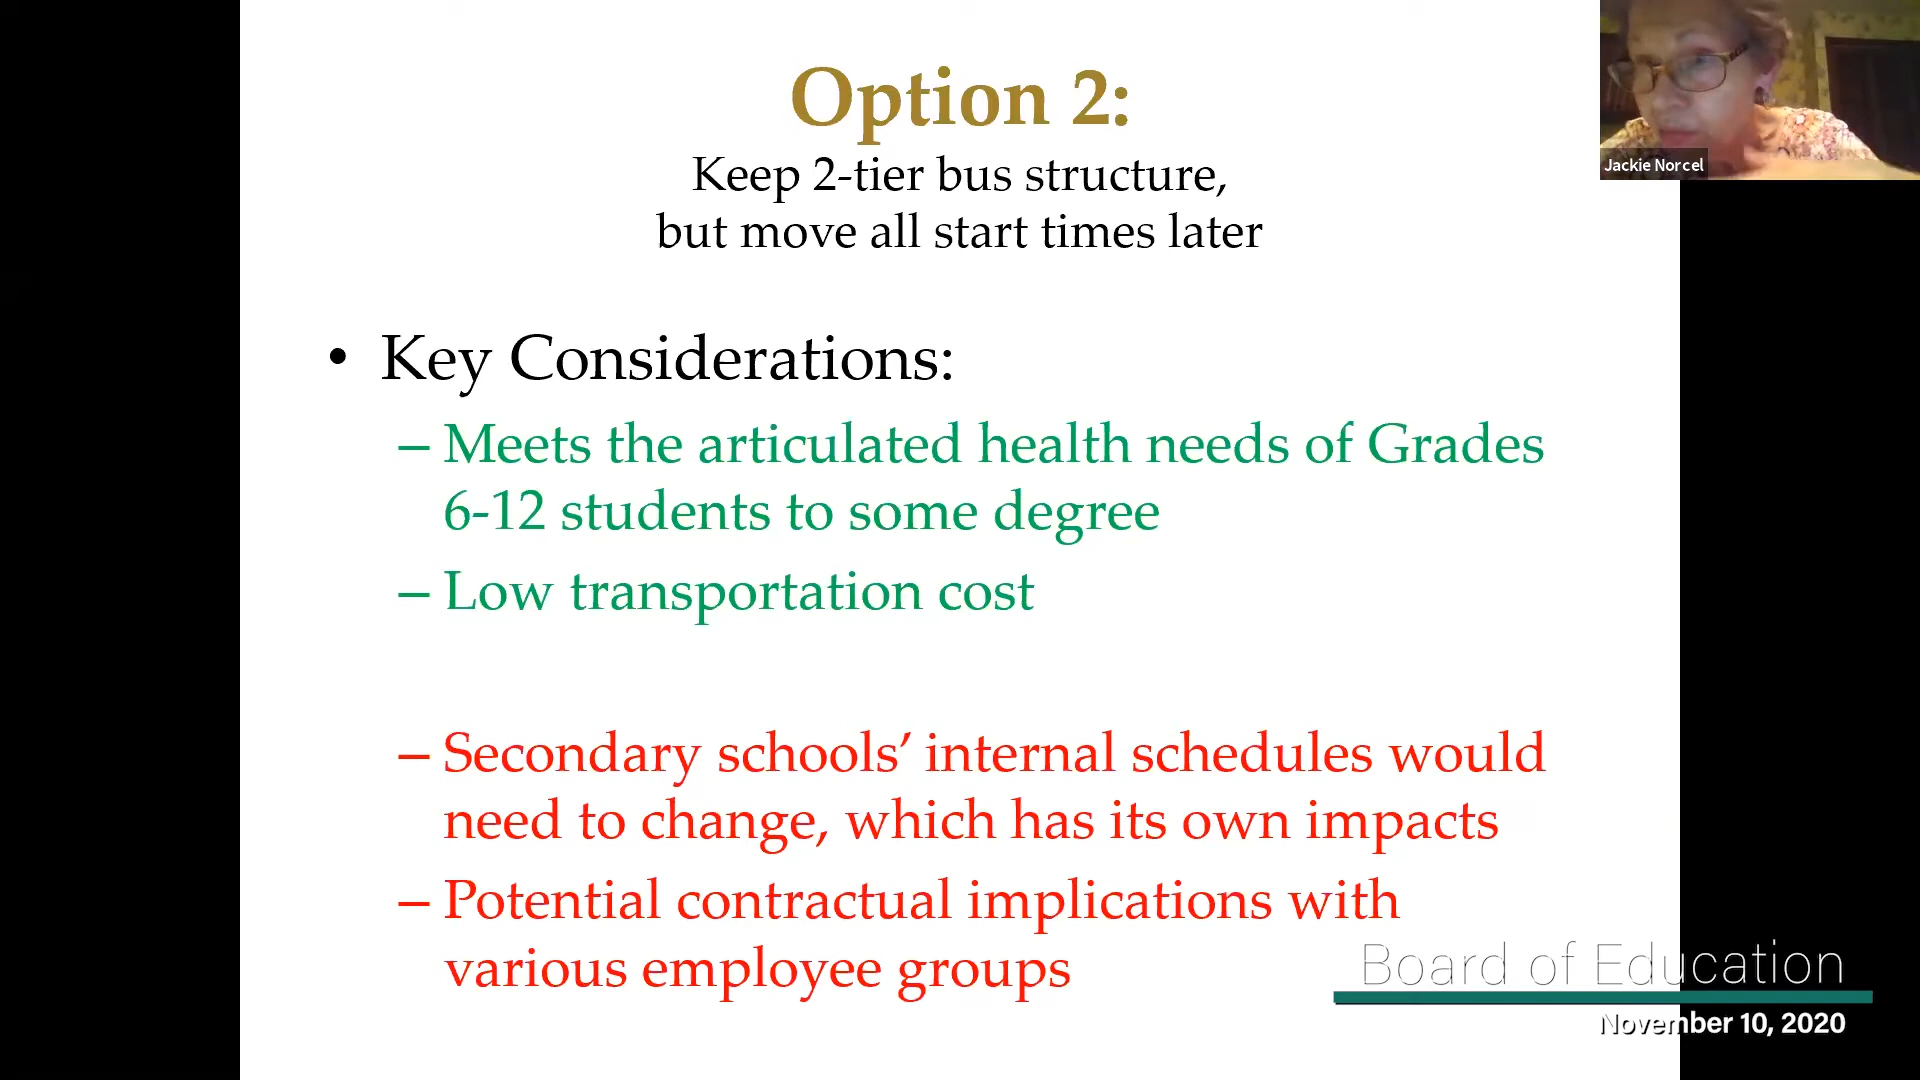 Option 2:
Keep 2-tier bus structure,
but move all start times later
• Key Considerations:
– Meets the articulated health needs of Grades
6-12 students to some degree
– Low transportation cost
– Secondary schools’ internal schedules would
need to change, which has its own impacts
– Potential contractual implications with
various employee groups
Jackie Norcel
Board of Education
November 10, 2020